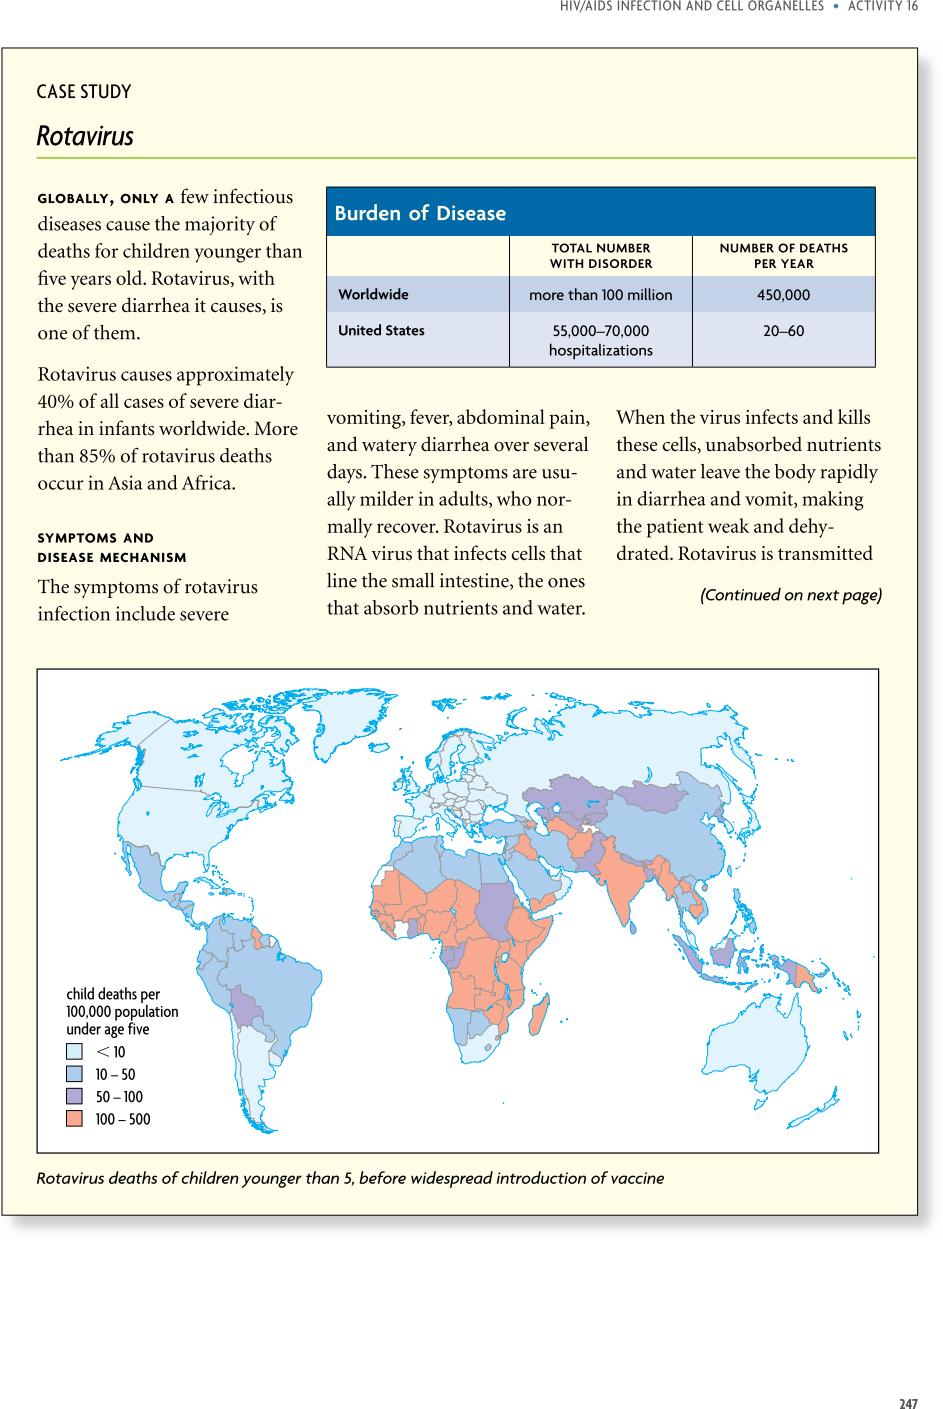 HIV/AIDS INFECTION AND CELL ORGANELLES • ACTIVITY 16
CASE STUDY
Rotavirus
GLOBALLY, ONLY A few infectious
diseases cause the majority of
deaths for children younger than
five years old. Rotavirus, with
the severe diarrhea it causes, is
one of them.
Rotavirus causes approximately
40% of all cases of severe diar-
rhea in infants worldwide. More
than 85% of rotavirus deaths
occur in Asia and Africa.
SYMPTOMS AND
DISEASE MECHANISM
The symptoms of rotavirus
infection include severe
Burden of Disease
TOTAL NUMBER
WITH DISORDER
NUMBER OF DEATHS
PER YEAR
Worldwide more than 100 million 450,000
United States 55,000–70,000 20–60
hospitalizations
vomiting, fever, abdominal pain,
and watery diarrhea over several
days. These symptoms are usu-
ally milder in adults, who nor-
mally recover. Rotavirus is an
RNA virus that infects cells that
line the small intestine, the ones
that absorb nutrients and water.
When the virus infects and kills
these cells, unabsorbed nutrients
and water leave the body rapidly
in diarrhea and vomit, making
the patient weak and dehy-
drated. Rotavirus is transmitted
(Continued on next page)
child deaths per
100,000 population
under age five
< 10
10 – 50
50 – 100
100 – 500
Rotavirus deaths of children younger than 5, before widespread introduction of vaccine
247